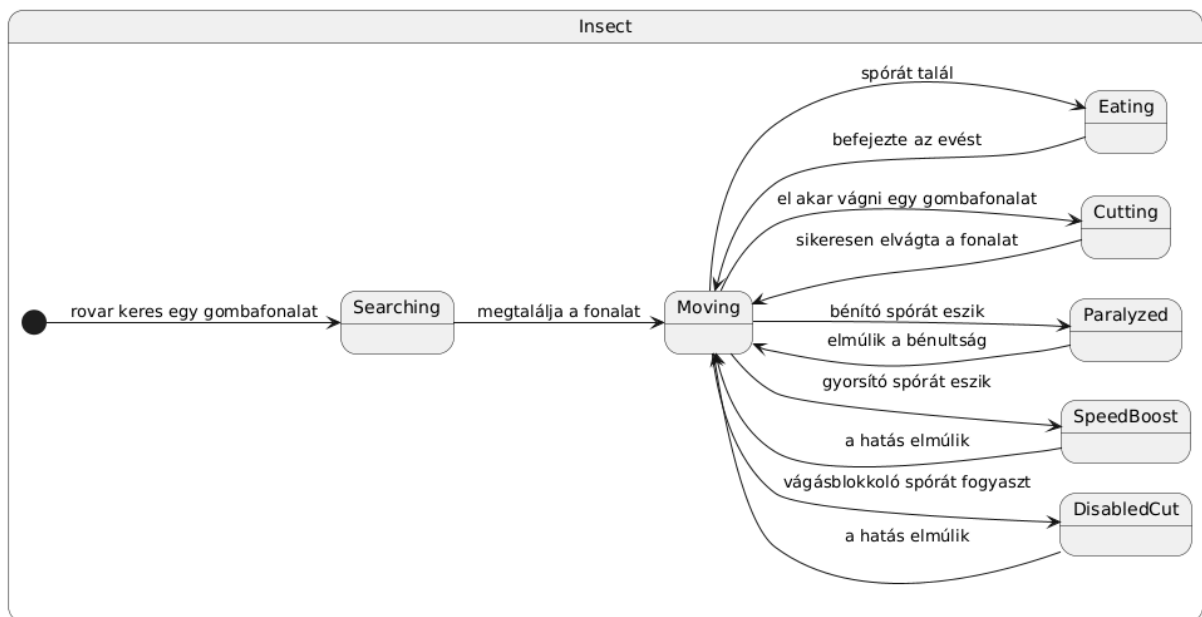 Insect
spórát talál
Eating
befejezte az evést
el akar vágni egy gombafonalat
Cutting
sikeresen elvágta a fonalat
rovar keres egy gombafonalat
Searching
megtalálja a fonalat
Moving
bénító spórát eszik
Paralyzed
elmúlik a bénultság
gyorsító spórát eszik
SpeedBoost
a hatás elmúlik
vágásblokkoló spórát fogyaszt
DisabledCut
a hatás elmúlik